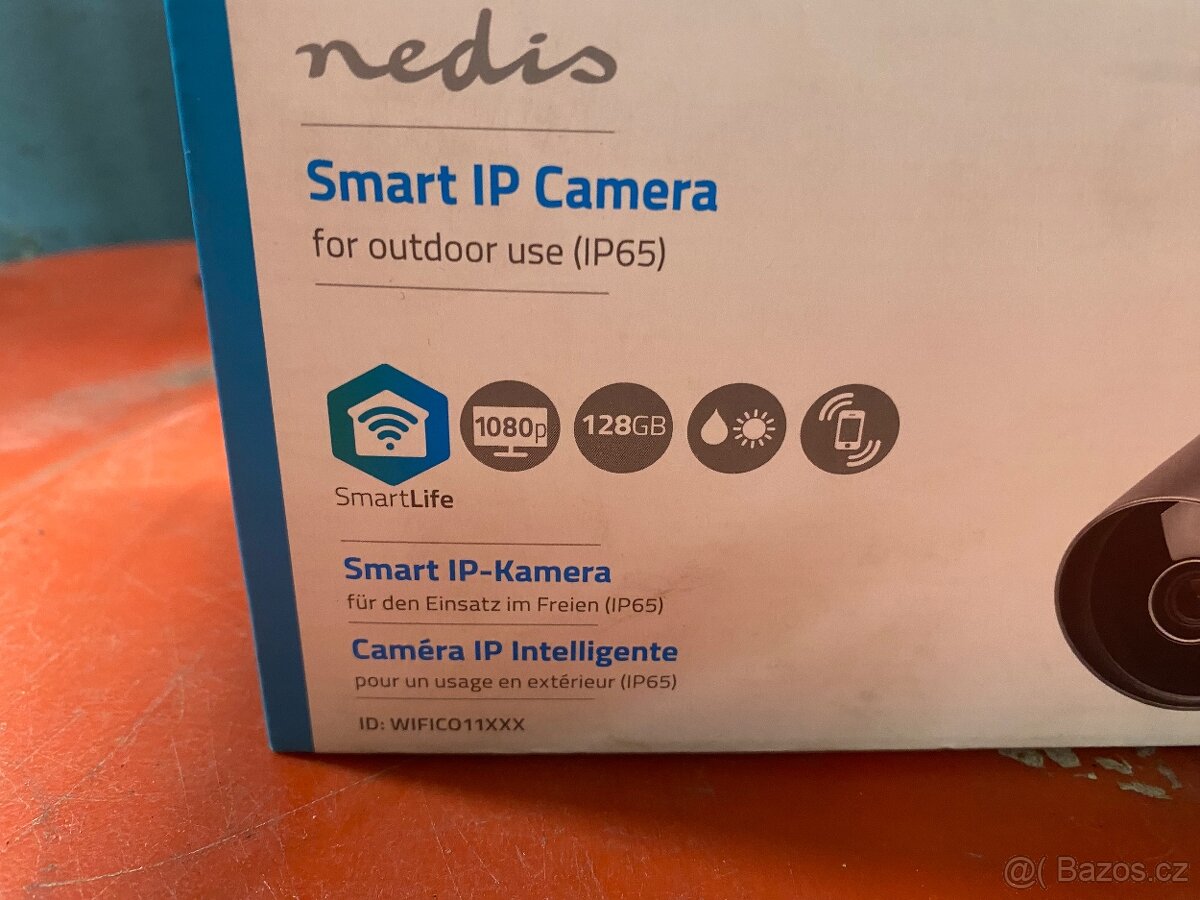 nedis
Smart IP Camera
for outdoor use (IP65)
1080p
128GB
SmartLife
Smart IP-Kamera
für den Einsatz im Freien (IP65)
Caméra IP Intelligente
pour un usage en extérieur (IP65)
ID: WIFICO11XXX
@( Bazos.cz